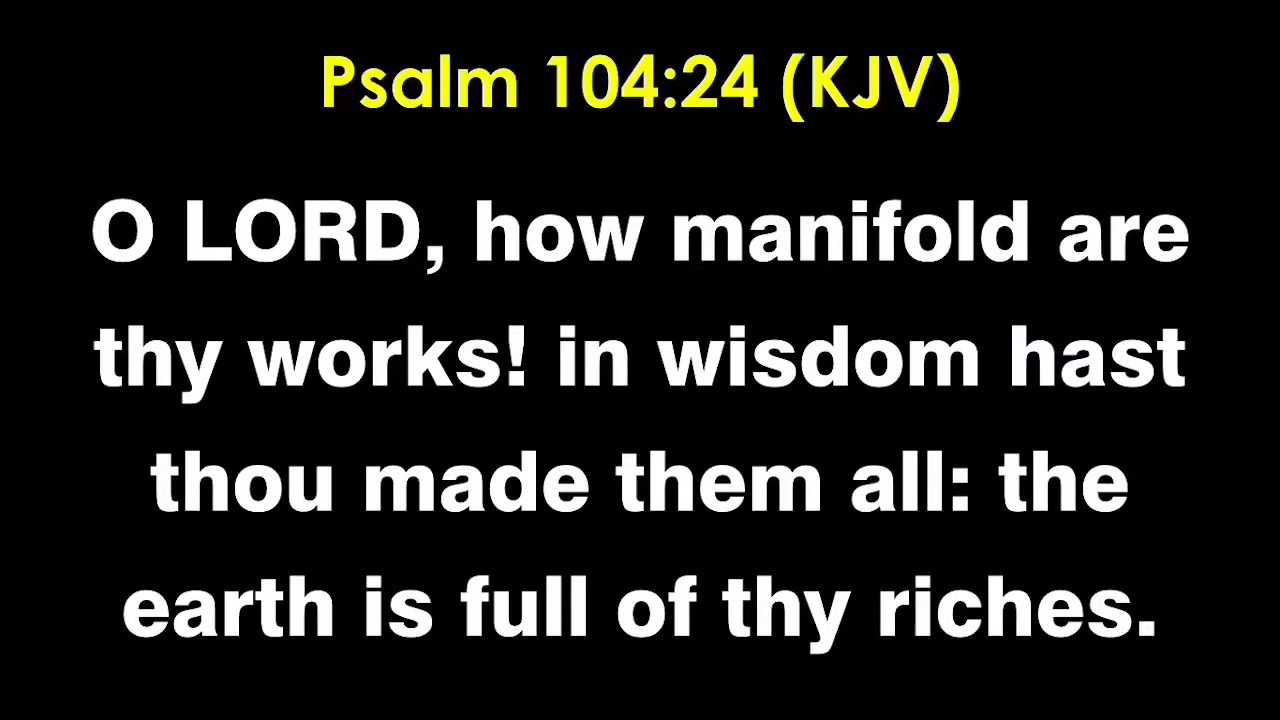 Psalm 104:24 (KJV)
O LORD, how manifold are
thy works! in wisdom hast
thou made them all: the
earth is full of thy riches.